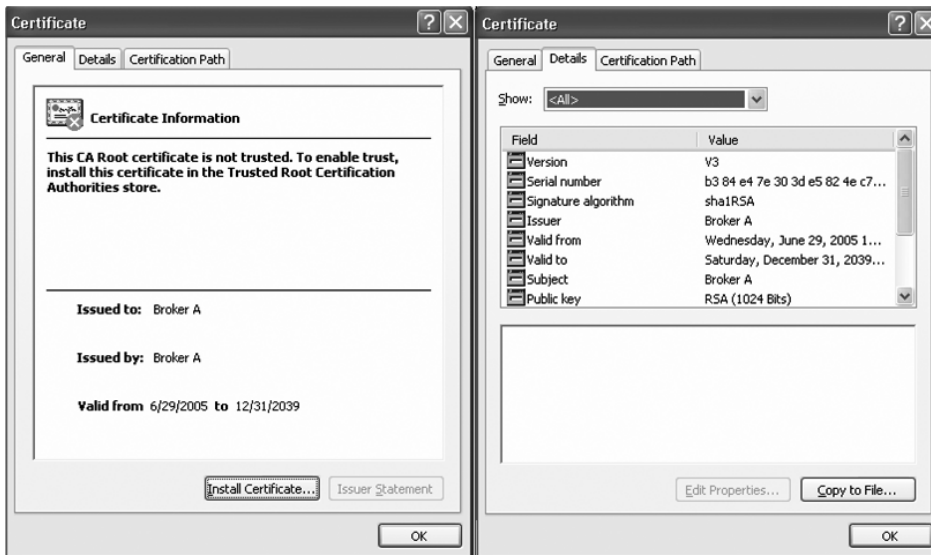 Certificate
General Details Certification Path
Certificate Information
This CA Root certificate is not trusted. To enable trust,
install this certificate in the Trusted Root Certification
Authorities store.
Issued to: Broker A
Issued by: Broker A
Valid from 6/29/2005 to 12/31/2039
Install Certificate... Issuer Statement
OK
Certificate
General Details Certification Path
Show: <All>
Field Value
Version V3
Serial number b3 84 e4 7e 30 3d e5 82 4e c7...
Signature algorithm sha1RSA
Issuer Broker A
Valid from Wednesday, June 29, 2005 1...
Valid to Saturday, December 31, 2039...
Subject Broker A
Public key RSA (1024 Bits)
Edit Properties... Copy to File...
OK